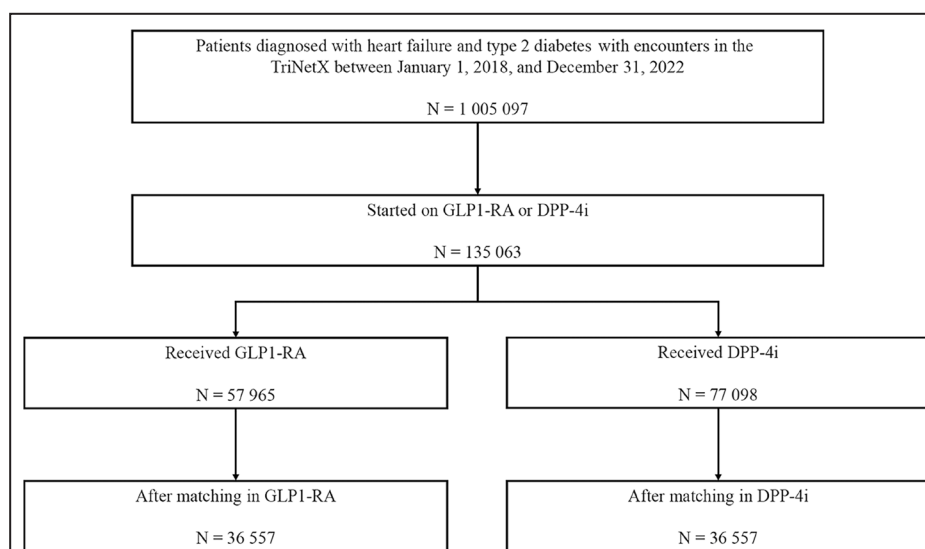 Patients diagnosed with heart failure and type 2 diabetes with encounters in the
TriNetX between January 1, 2018, and December 31, 2022
N = 1 005 097
Started on GLP1-RA or DPP-4i
N = 135 063
Received GLP1-RA
N = 57 965
Received DPP-4i
N = 77 098
After matching in GLP1-RA
N = 36 557
After matching in DPP-4i
N = 36 557